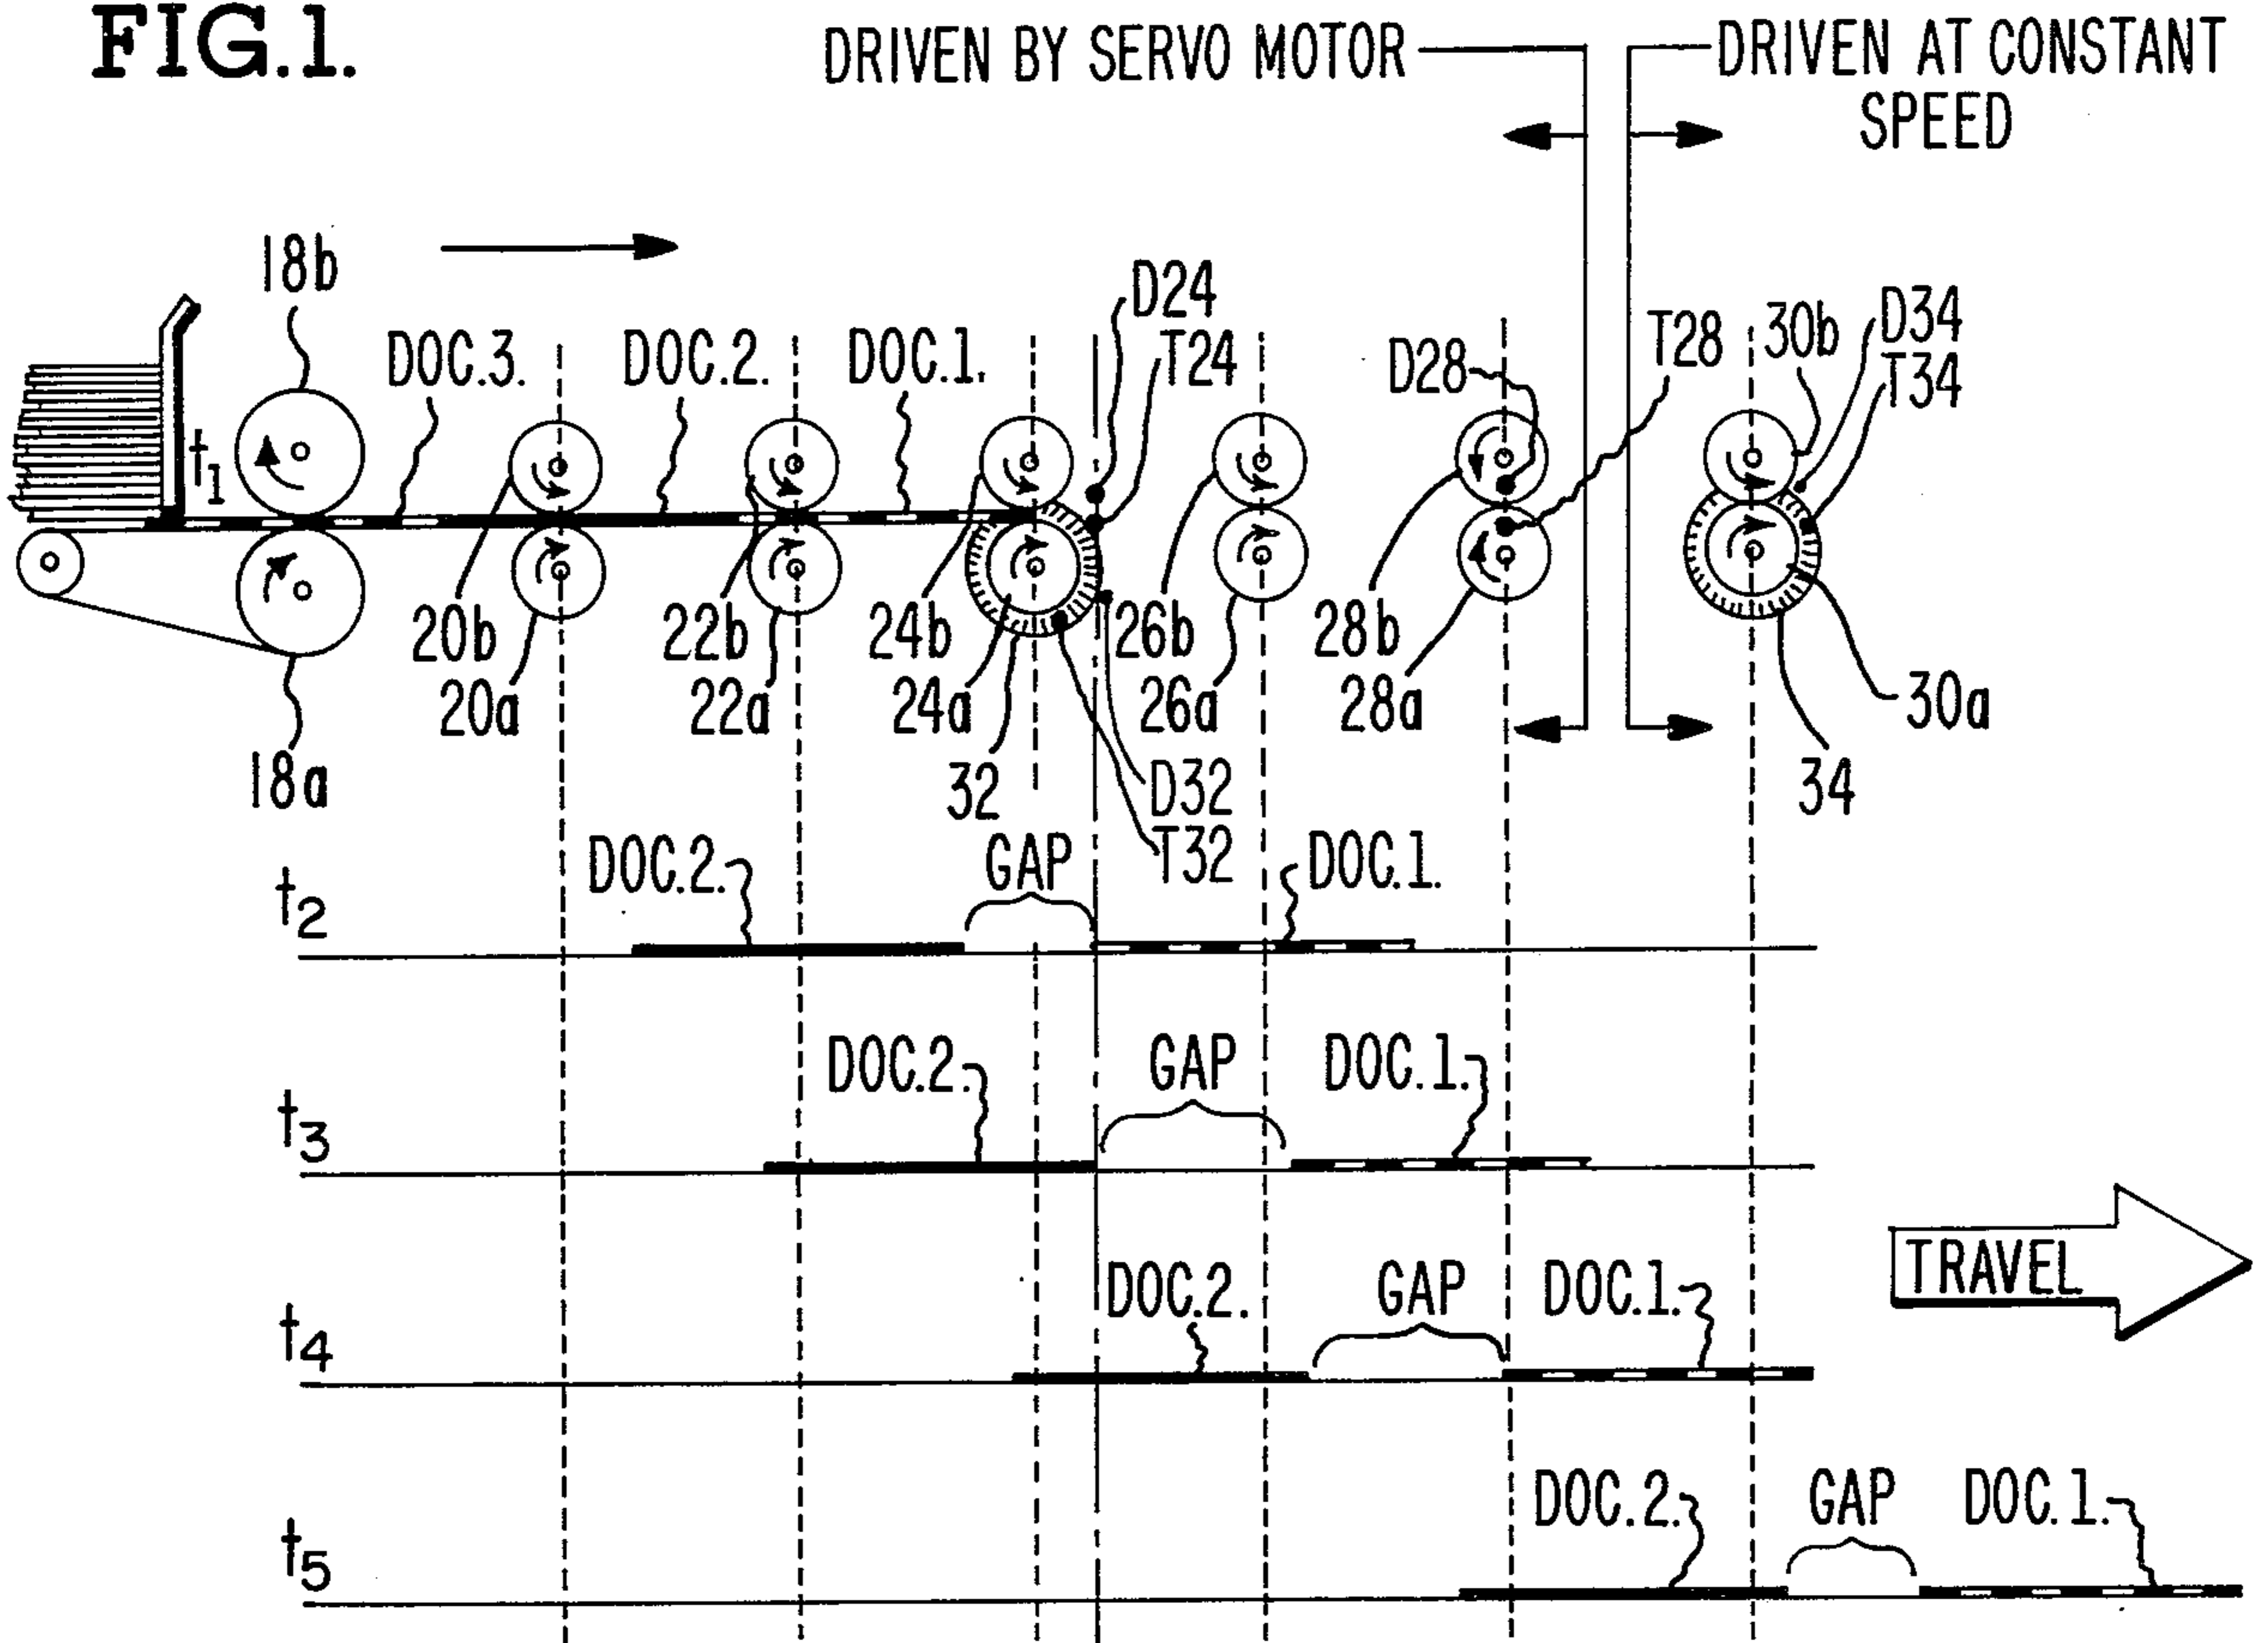 FIG.1.
DRIVEN BY SERVO MOTOR
DRIVEN AT CONSTANT
SPEED
18b
DOC.3.
DOC.2.
DOC.1.
D24
T24
D28
T28
30b
D34
T34
t1
20b
20a
22b
22a
24b
24a
26b
26a
28b
28a
30a
18a
32
D32
T32
34
t2
DOC.2.
GAP
DOC.1.
t3
DOC.2.
GAP
DOC.1.
TRAVEL
t4
DOC.2.
GAP
DOC.1.
t5
DOC.2.
GAP
DOC.1.